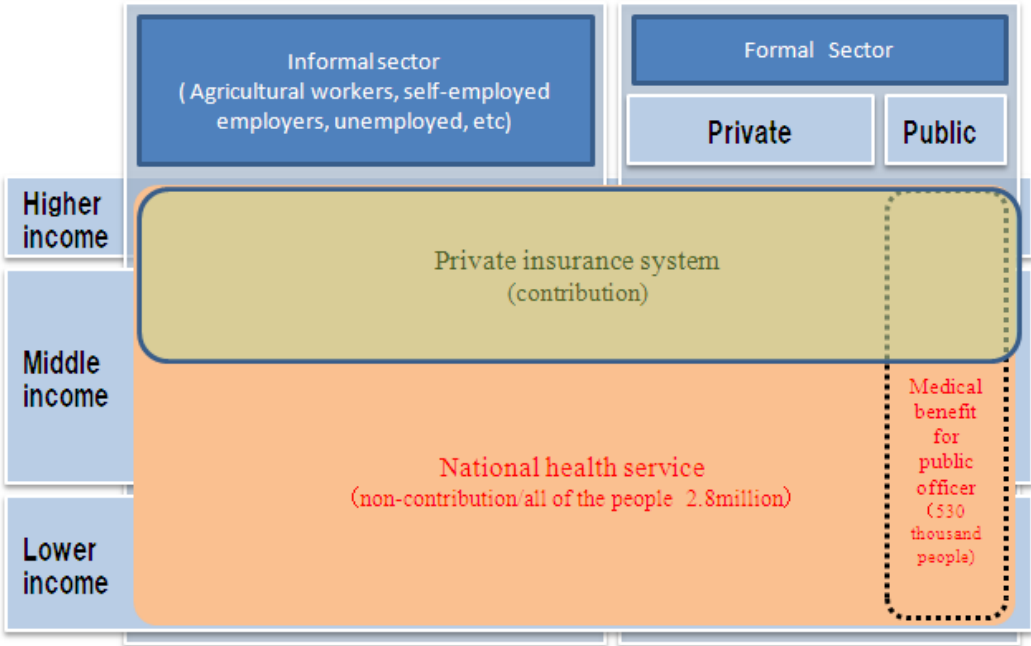 Informal sector
( Agricultural workers, self-employed
employers, unemployed, etc)
Formal Sector
Private
Public
Higher
income
Private insurance system
(contribution)
Middle
income
Medical
benefit
for
public
officer
(530
thousand
people)
National health service
(non-contribution/all of the people 2.8million)
Lower
income